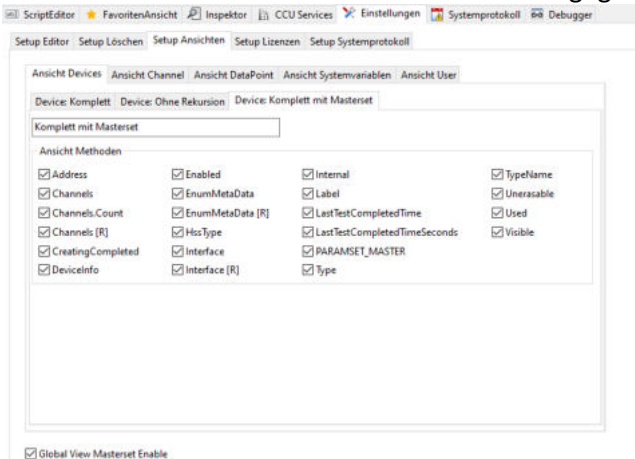 ScriptEditor FavoritenAnsicht Inspektor CCU Services Einstellungen Systemprotokoll Debugger
Setup Editor Setup Löschen Setup Ansichten Setup Lizenzen Setup Systemprotokoll
Ansicht Devices Ansicht Channel Ansicht DataPoint Ansicht Systemvariablen Ansicht User
Device: Komplett Device: Ohne Rekursion Device: Komplett mit Masterset
Komplett mit Masterset
Ansicht Methoden
Address Enabled Internal TypeName
Channels EnumMetaData Label Unerasable
Channels.Count EnumMetaData [R] LastTestCompletedTime Used
Channels [R] HssType LastTestCompletedTimeSeconds Visible
CreatingCompleted Interface PARAMSET_MASTER
DeviceInfo Interface [R] Type
Global View Masterset Enable